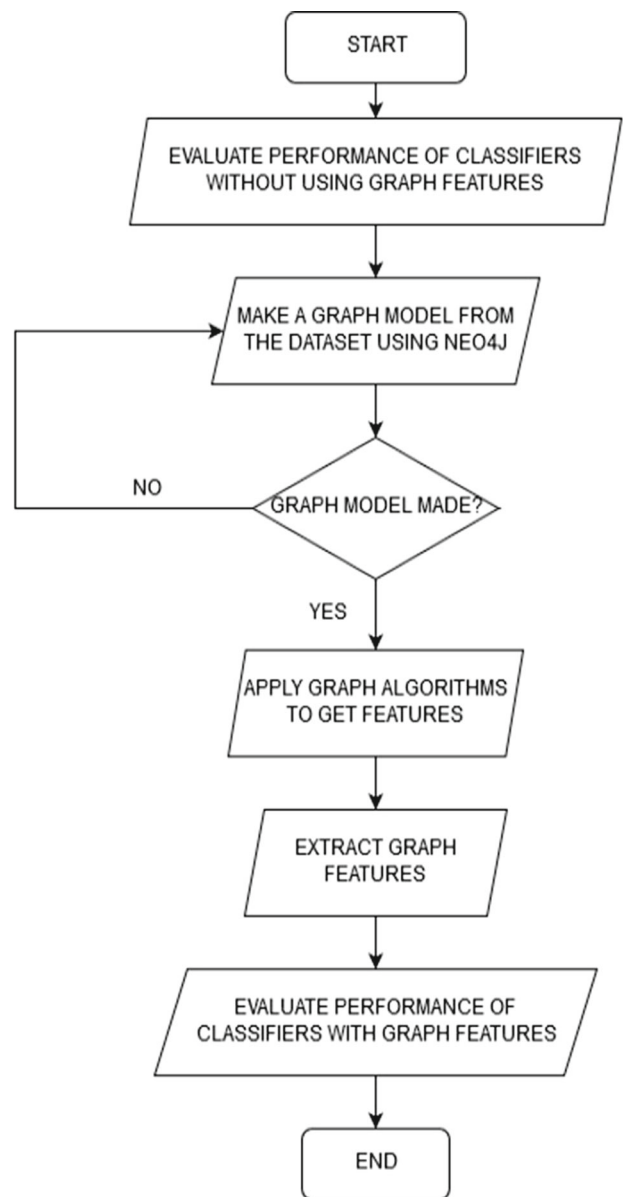 START
EVALUATE PERFORMANCE OF CLASSIFIERS
WITHOUT USING GRAPH FEATURES
MAKE A GRAPH MODEL FROM
THE DATASET USING NEO4J
GRAPH MODEL MADE?
NO
YES
APPLY GRAPH ALGORITHMS
TO GET FEATURES
EXTRACT GRAPH
FEATURES
EVALUATE PERFORMANCE OF
CLASSIFIERS WITH GRAPH FEATURES
END